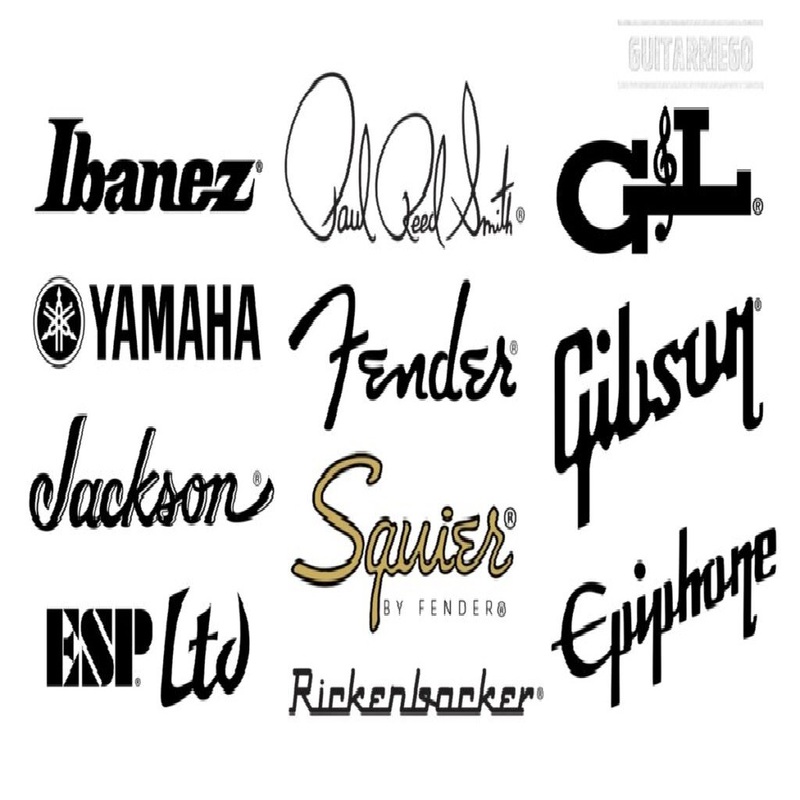 GUITARRIEGO
Ibanez®
Paul Reed Smith®
G&L®
YAMAHA
Fender®
Gibson®
Jackson®
Squier®
BY FENDER®
Epiphone
ESP® Ltd
Rickenbacker®